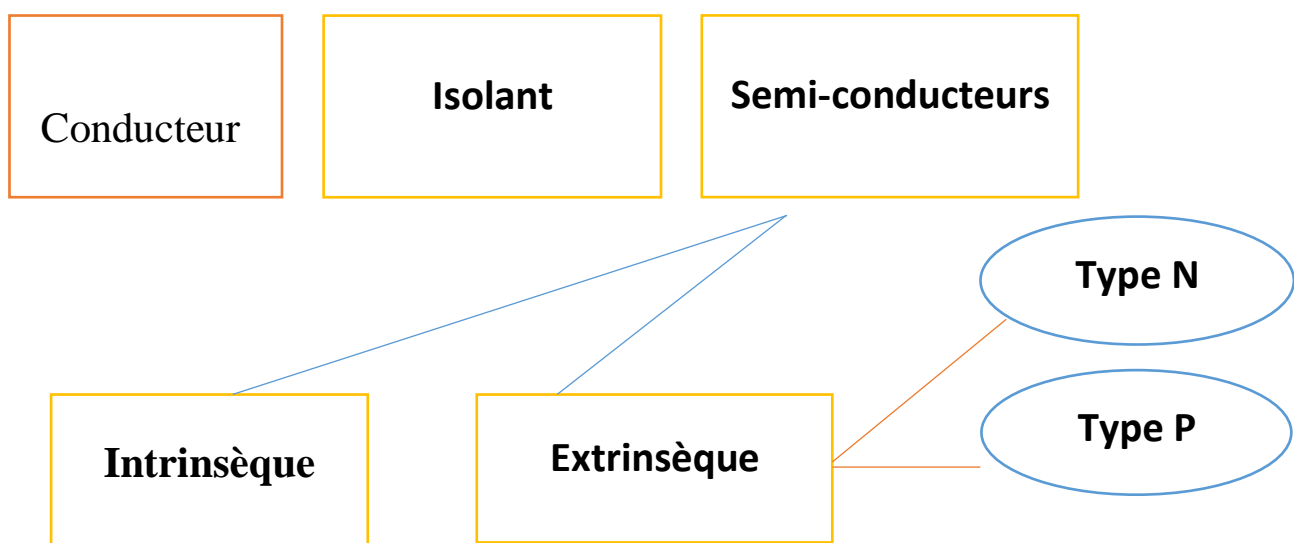 Conducteur
Isolant
Semi-conducteurs
Type N
Type P
Intrinsèque
Extrinsèque